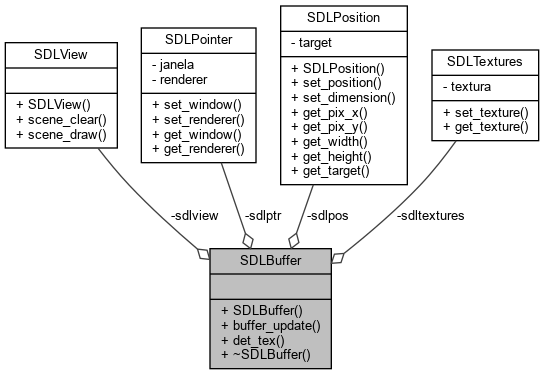 SDLView
+ SDLView()
+ scene_clear()
+ scene_draw()
SDLPointer
- janela
- renderer
+ set_window()
+ set_renderer()
+ get_window()
+ get_renderer()
SDLPosition
- target
+ SDLPosition()
+ set_position()
+ set_dimension()
+ get_pix_x()
+ get_pix_y()
+ get_width()
+ get_height()
+ get_target()
SDLTextures
- textura
+ set_texture()
+ get_texture()
-sdlview
-sdlptr
-sdlpos
-sdltextures
SDLBuffer
+ SDLBuffer()
+ buffer_update()
+ det_tex()
+ ~SDLBuffer()